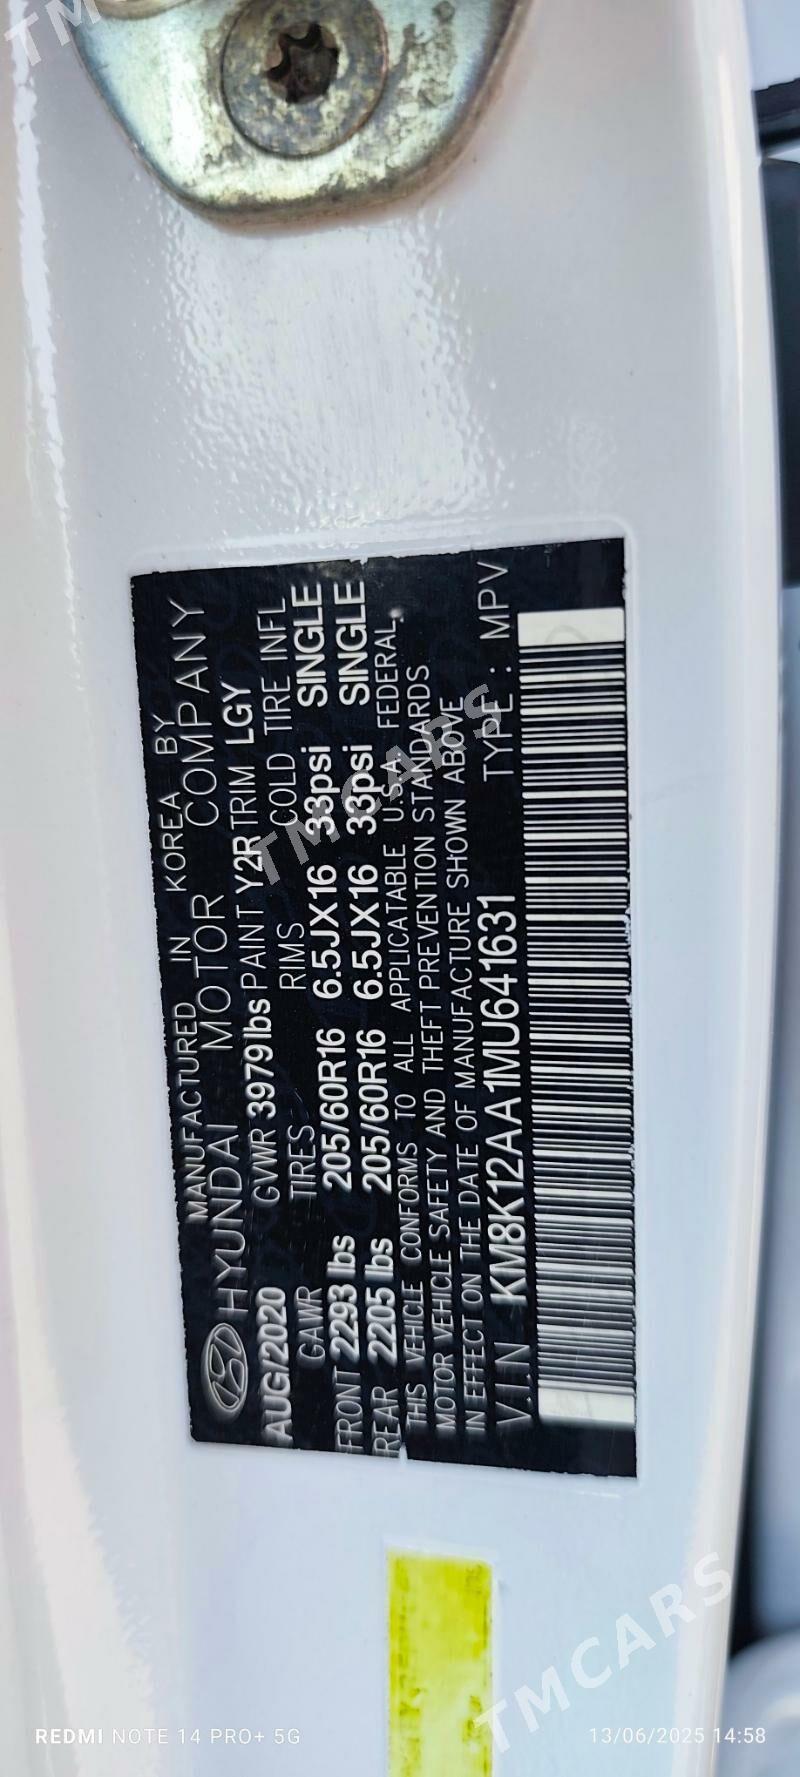 MANUFACTURED IN KOREA BY
HYUNDAI MOTOR COMPANY
AUG/2020 GVWR 3979 lbs PAINT Y2R TRIM LGY
GAWR TIRES RIMS COLD TIRE INFL
FRONT 2293 lbs 205/60R16 6.5JX16 33psi SINGLE
REAR 2205 lbs 205/60R16 6.5JX16 33psi SINGLE
THIS VEHICLE CONFORMS TO ALL APPLICATABLE U.S.A. FEDERAL
MOTOR VEHICLE SAFETY AND THEFT PREVENTION STANDARDS
IN EFFECT ON THE DATE OF MANUFACTURE SHOWN ABOVE
V.I.N KM8K12AA1MU641631 TYPE : MPV
TMCARS
TMCARS
TMCARS
REDMI NOTE 14 PRO+ 5G
13/06/2025 14:58